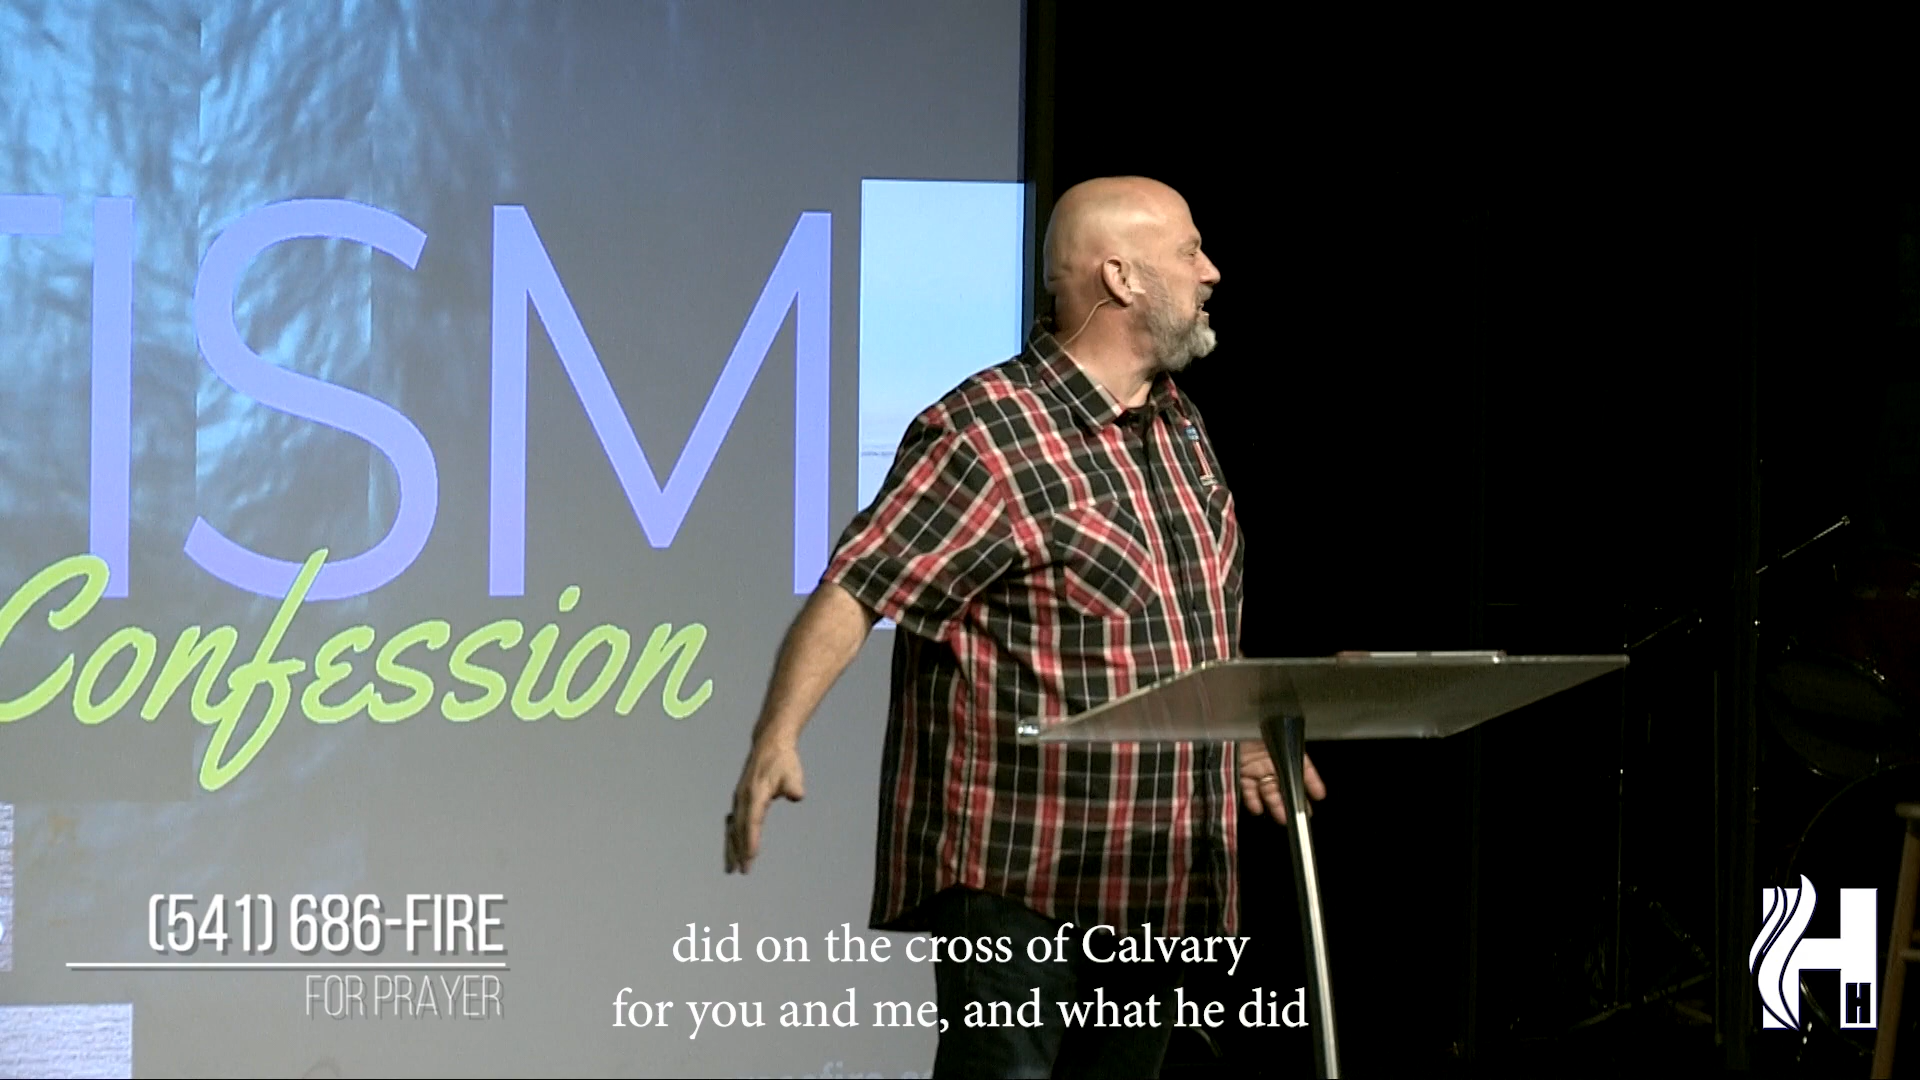 TISM
Confession
(541) 686-FIRE
FOR PRAYER
did on the cross of Calvary
for you and me, and what he did
H
H